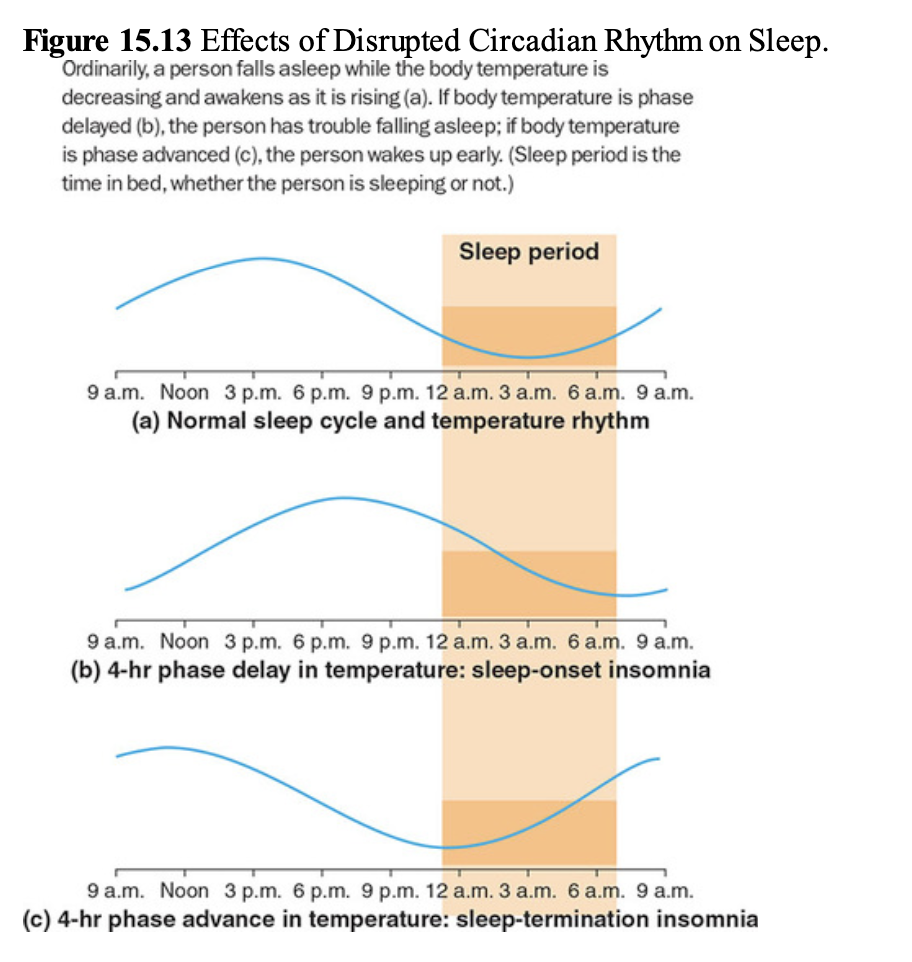 Figure 15.13 Effects of Disrupted Circadian Rhythm on Sleep.
Ordinarily, a person falls asleep while the body temperature is
decreasing and awakens as it is rising (a). If body temperature is phase
delayed (b), the person has trouble falling asleep; if body temperature
is phase advanced (c), the person wakes up early. (Sleep period is the
time in bed, whether the person is sleeping or not.)
Sleep period
9 a.m. Noon 3 p.m. 6 p.m. 9 p.m. 12 a.m. 3 a.m. 6 a.m. 9 a.m.
(a) Normal sleep cycle and temperature rhythm
9 a.m. Noon 3 p.m. 6 p.m. 9 p.m. 12 a.m. 3 a.m. 6 a.m. 9 a.m.
(b) 4-hr phase delay in temperature: sleep-onset insomnia
9 a.m. Noon 3 p.m. 6 p.m. 9 p.m. 12 a.m. 3 a.m. 6 a.m. 9 a.m.
(c) 4-hr phase advance in temperature: sleep-termination insomnia